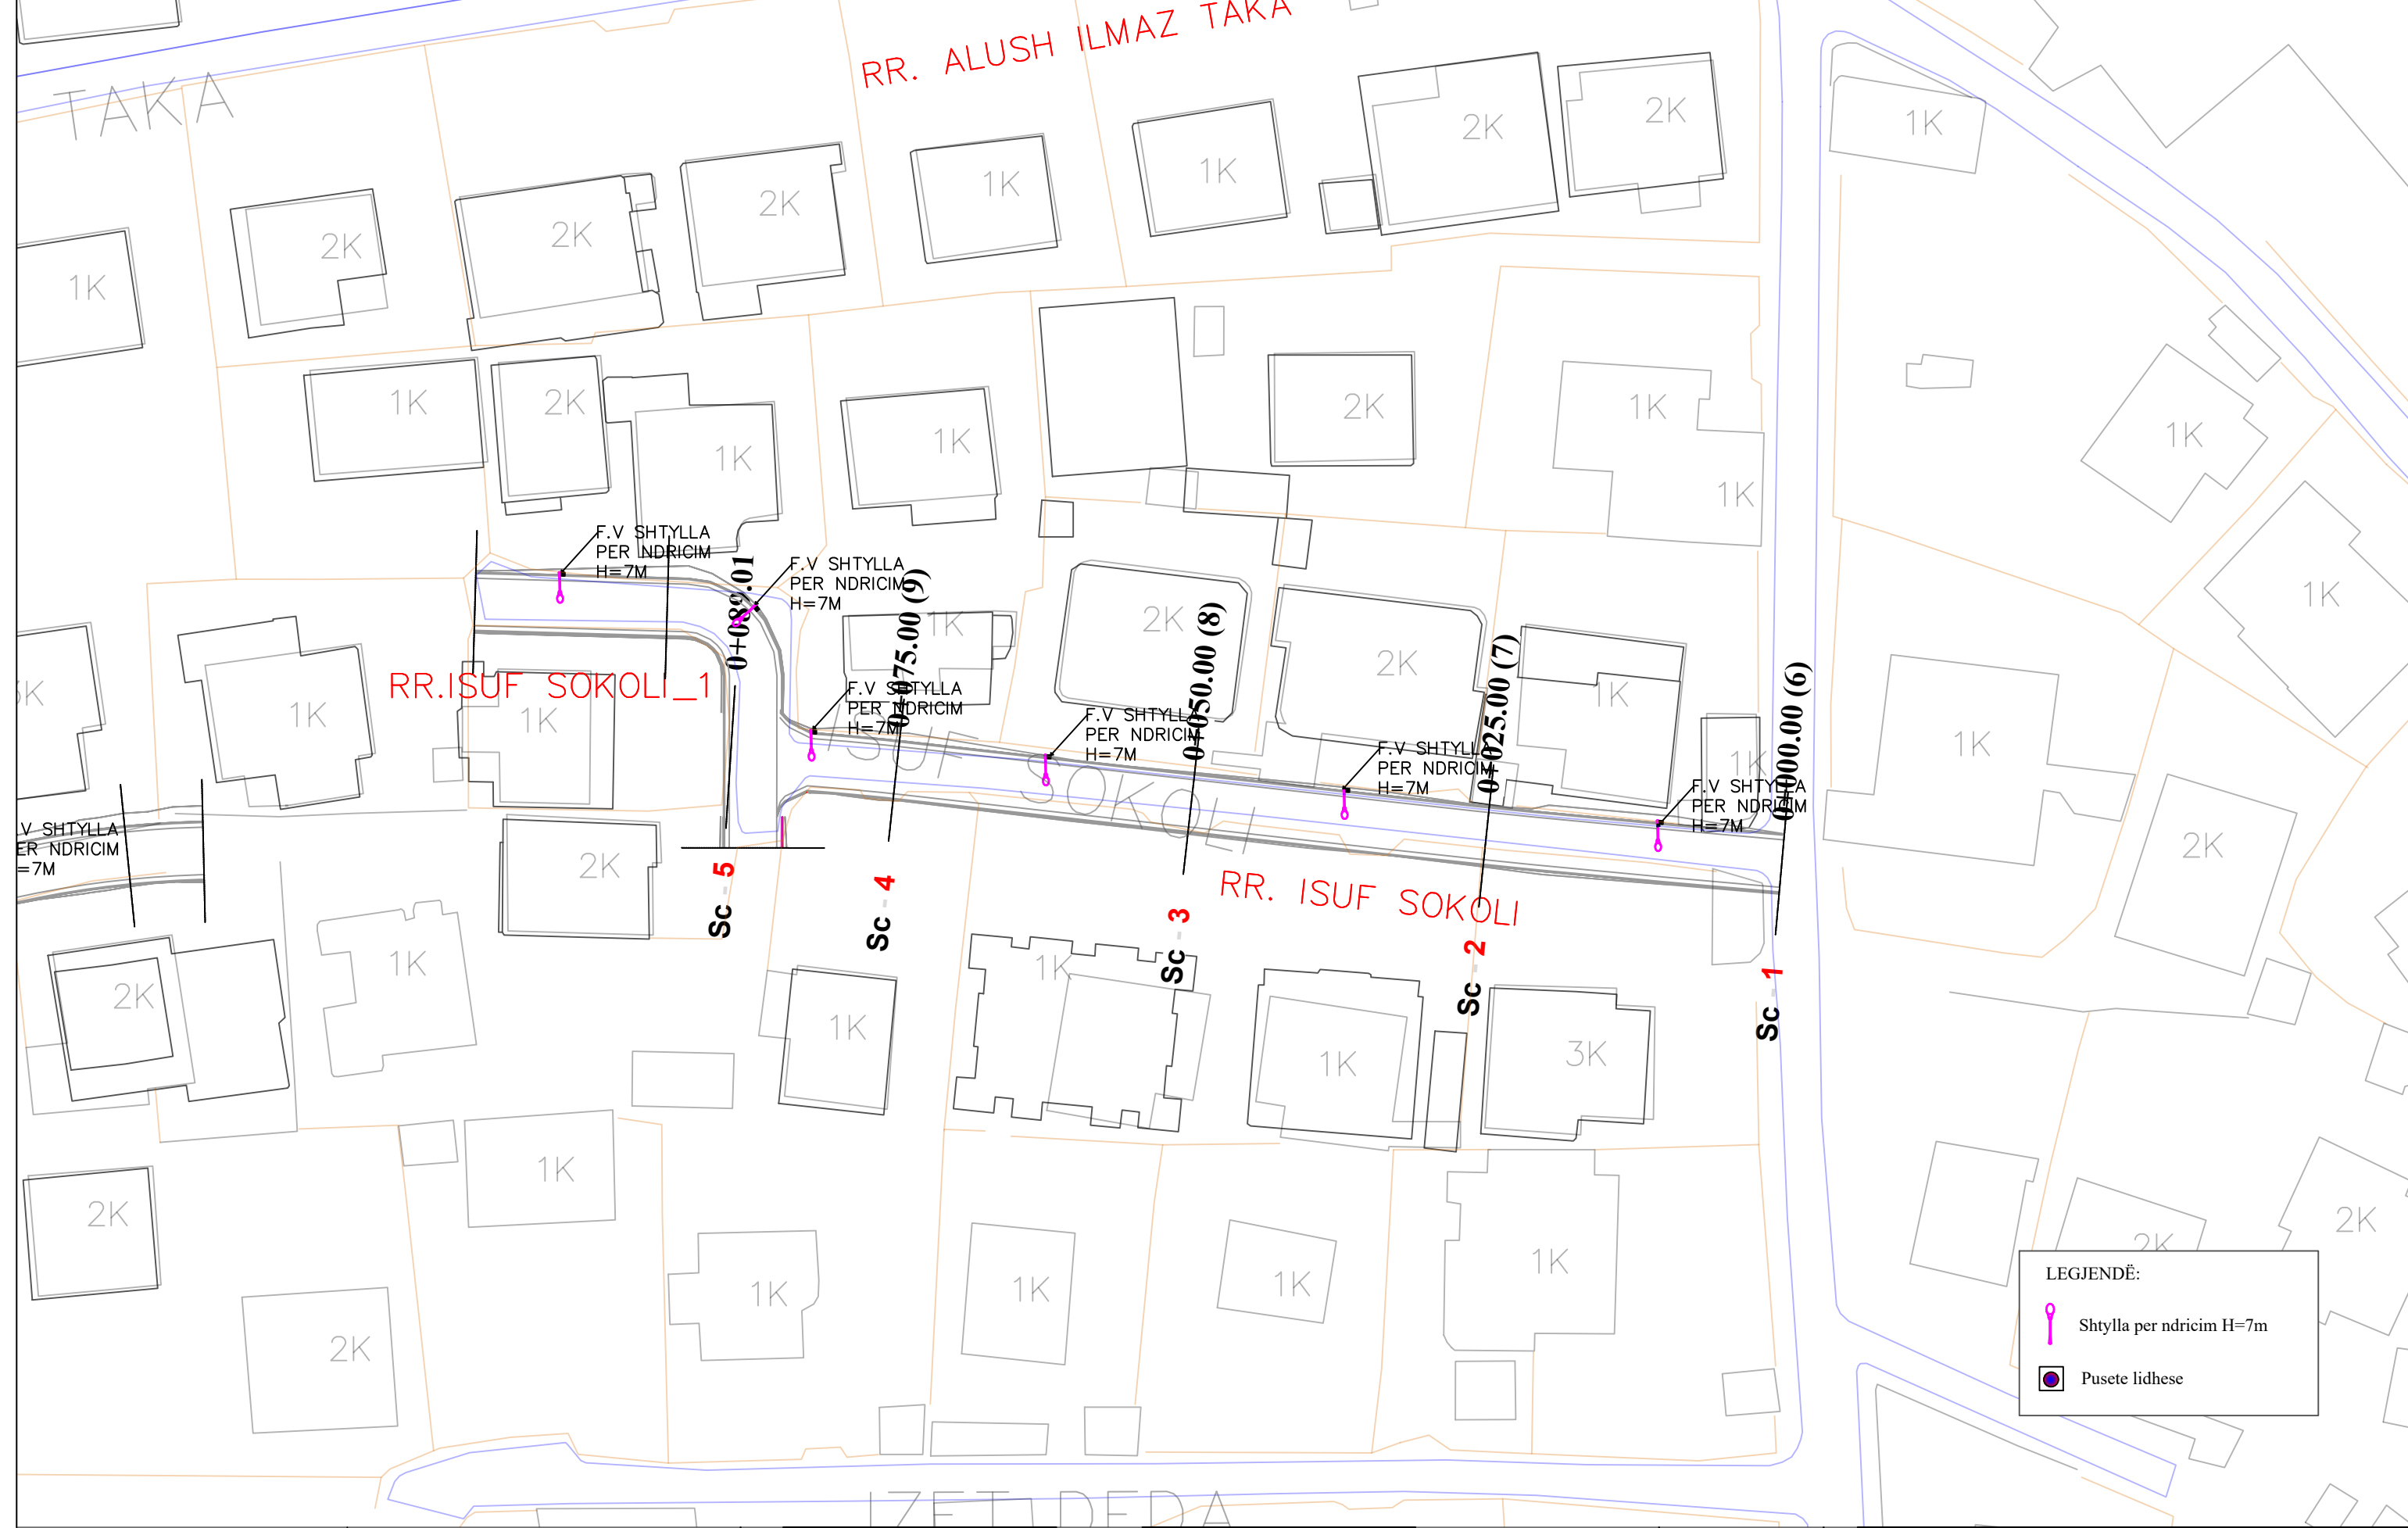 RR. ALUSH ILMAZ TAKA
TAKA
1K
2K
2K
1K
1K
2K
2K
2K
1K
1K
2K
1K
2K
1K
1K
2K
1K
1K
1K
1K
F.V SHTYLLA
PER NDRICIM
H=7M
F.V SHTYLLA
PER NDRICIM
H=7M
0+089.01
0+075.00 (9)
0+050.00 (8)
0+025.00 (7)
0+000.00 (6)
1K
2K
2K
1K
1K
RR.ISUF SOKOLI_1
1K
1K
F.V SHTYLLA
PER NDRICIM
H=7M
F.V SHTYLLA
PER NDRICIM
H=7M
F.V SHTYLLA
PER NDRICIM
H=7M
F.V SHTYLLA
PER NDRICIM
H=7M
1K
1K
ISUF SOKOLI
.V SHTYLLA
ER NDRICIM
=7M
2K
2K
RR. ISUF SOKOLI
Sc - 5
Sc - 4
Sc - 3
Sc - 2
Sc - 1
2K
1K
1K
1K
1K
3K
1K
2K
2K
2K
2K
1K
1K
1K
1K
2K
LEGJENDË:
Shtylla per ndricim H=7m
Pusete lidhese
IZET DEDA